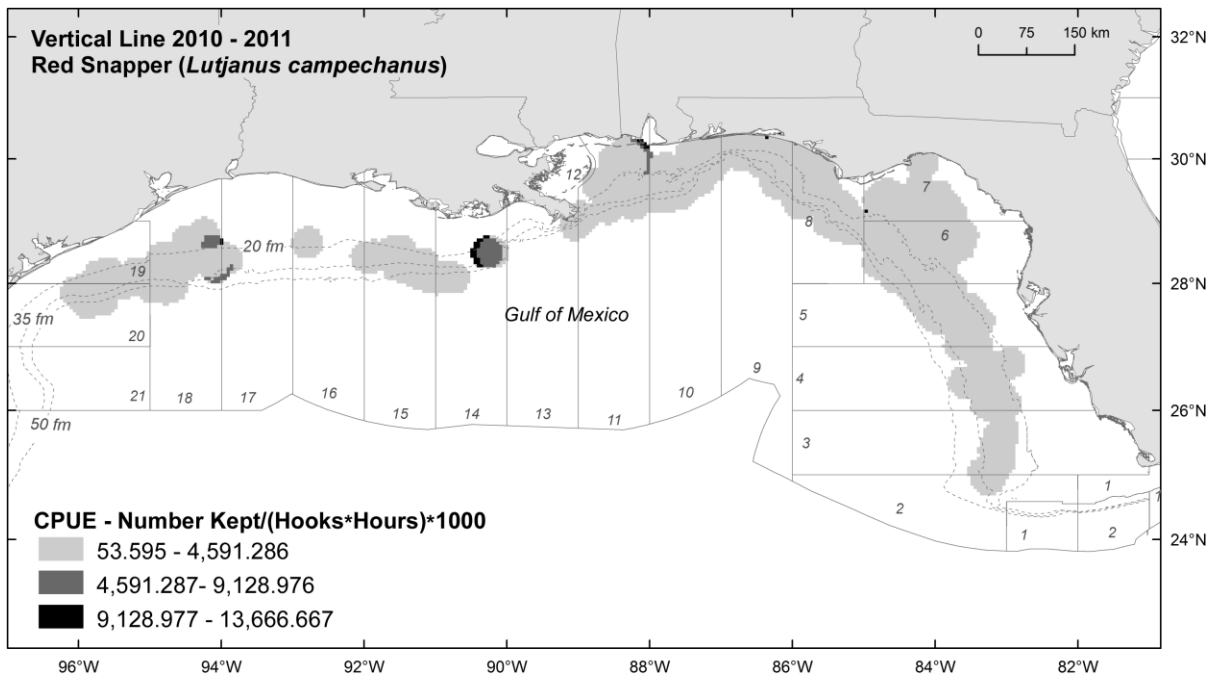 Vertical Line 2010 - 2011
Red Snapper (Lutjanus campechanus)
0 75 150 km
32°N
30°N
28°N
26°N
24°N
12
7
8
6
19
20 fm
35 fm
20
50 fm
Gulf of Mexico
5
4
3
21
18
17
16
15
14
13
11
10
9
2
1
1
1
2
CPUE - Number Kept/(Hooks*Hours)*1000
53.595 - 4,591.286
4,591.287- 9,128.976
9,128.977 - 13,666.667
96°W
94°W
92°W
90°W
88°W
86°W
84°W
82°W